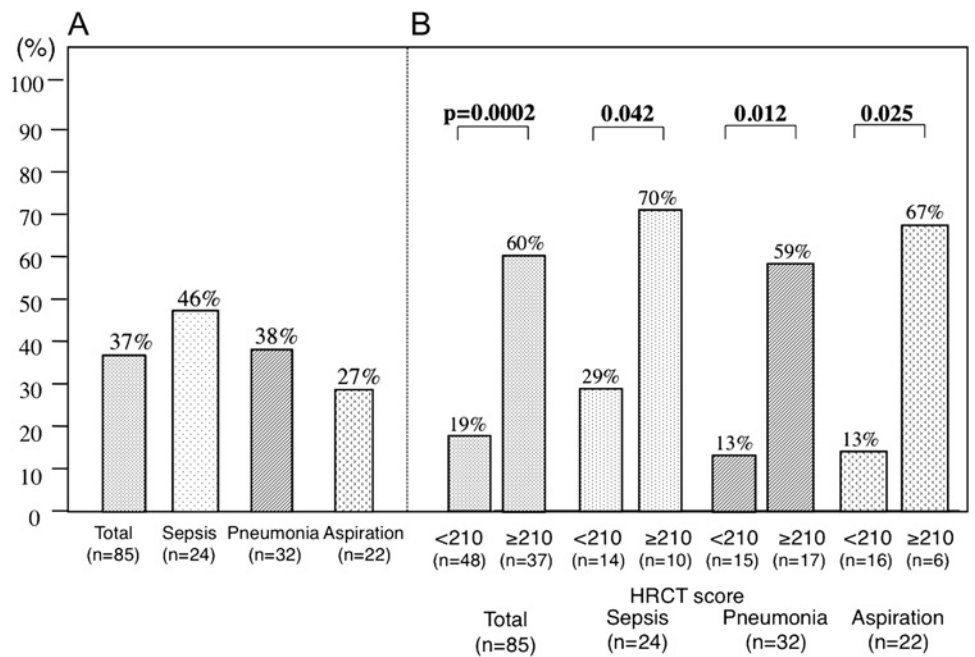 A B
(%)
100
90
80
70
60
50
40
30
20
10
0
37%
46%
38%
27%
Total Sepsis Pneumonia Aspiration
(n=85) (n=24) (n=32) (n=22)
p=0.0002 0.042 0.012 0.025
19% 60% 29% 70% 13% 59% 13% 67%
<210 ≥210 <210 ≥210 <210 ≥210 <210 ≥210
(n=48) (n=37) (n=14) (n=10) (n=15) (n=17) (n=16) (n=6)
HRCT score
Total Sepsis Pneumonia Aspiration
(n=85) (n=24) (n=32) (n=22)